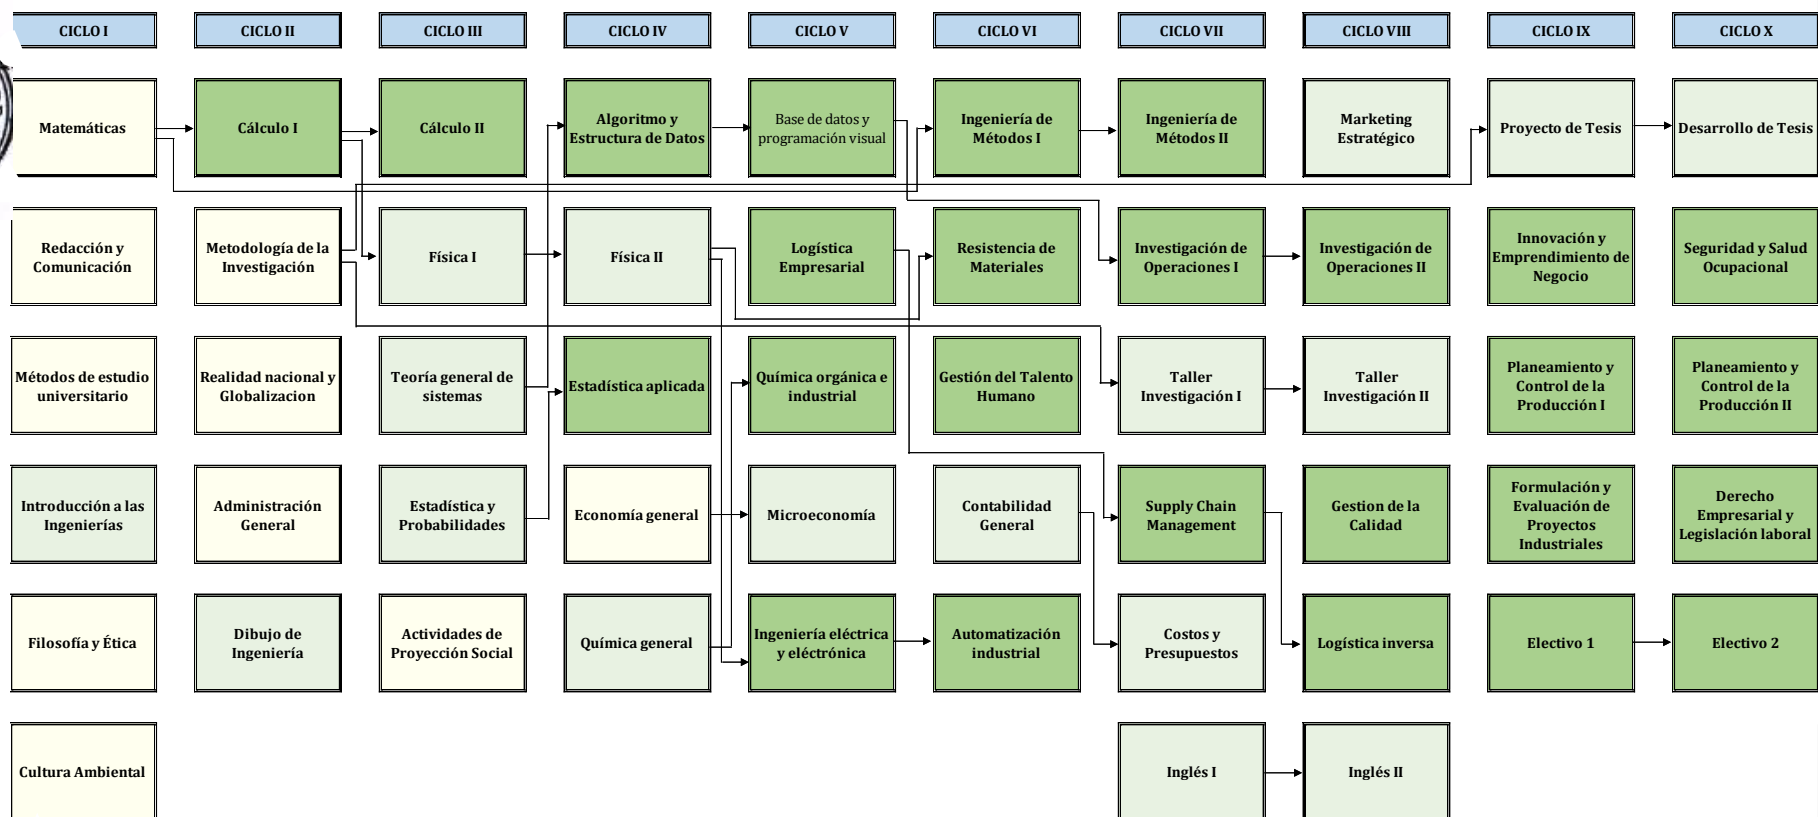 CICLO I
CICLO II
CICLO III
CICLO IV
CICLO V
CICLO VI
CICLO VII
CICLO VIII
CICLO IX
CICLO X
Matemáticas
Cálculo I
Cálculo II
Algoritmo y
Estructura de Datos
Base de datos y
programación visual
Ingeniería de
Métodos I
Ingeniería de
Métodos II
Marketing
Estratégico
Proyecto de Tesis
Desarrollo de Tesis
Redacción y
Comunicación
Metodología de la
Investigación
Física I
Física II
Logística
Empresarial
Resistencia de
Materiales
Investigación de
Operaciones I
Investigación de
Operaciones II
Innovación y
Emprendimiento de
Negocio
Seguridad y Salud
Ocupacional
Métodos de estudio
universitario
Realidad nacional y
Globalizacion
Teoría general de
sistemas
Estadística aplicada
Química orgánica e
industrial
Gestión del Talento
Humano
Taller
Investigación I
Taller
Investigación II
Planeamiento y
Control de la
Producción I
Planeamiento y
Control de la
Producción II
Introducción a las
Ingenierías
Administración
General
Estadística y
Probabilidades
Economía general
Microeconomía
Contabilidad
General
Supply Chain
Management
Gestion de la
Calidad
Formulación y
Evaluación de
Proyectos
Industriales
Derecho
Empresarial y
Legislación laboral
Filosofía y Ética
Dibujo de
Ingeniería
Actividades de
Proyección Social
Química general
Ingeniería eléctrica
y eléctrónica
Automatización
industrial
Costos y
Presupuestos
Logística inversa
Electivo 1
Electivo 2
Cultura Ambiental
Inglés I
Inglés II